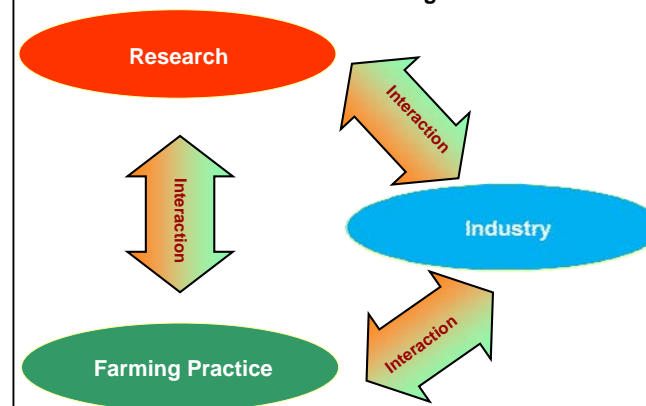 Research
Interaction
Interaction
Industry
Interaction
Farming Practice